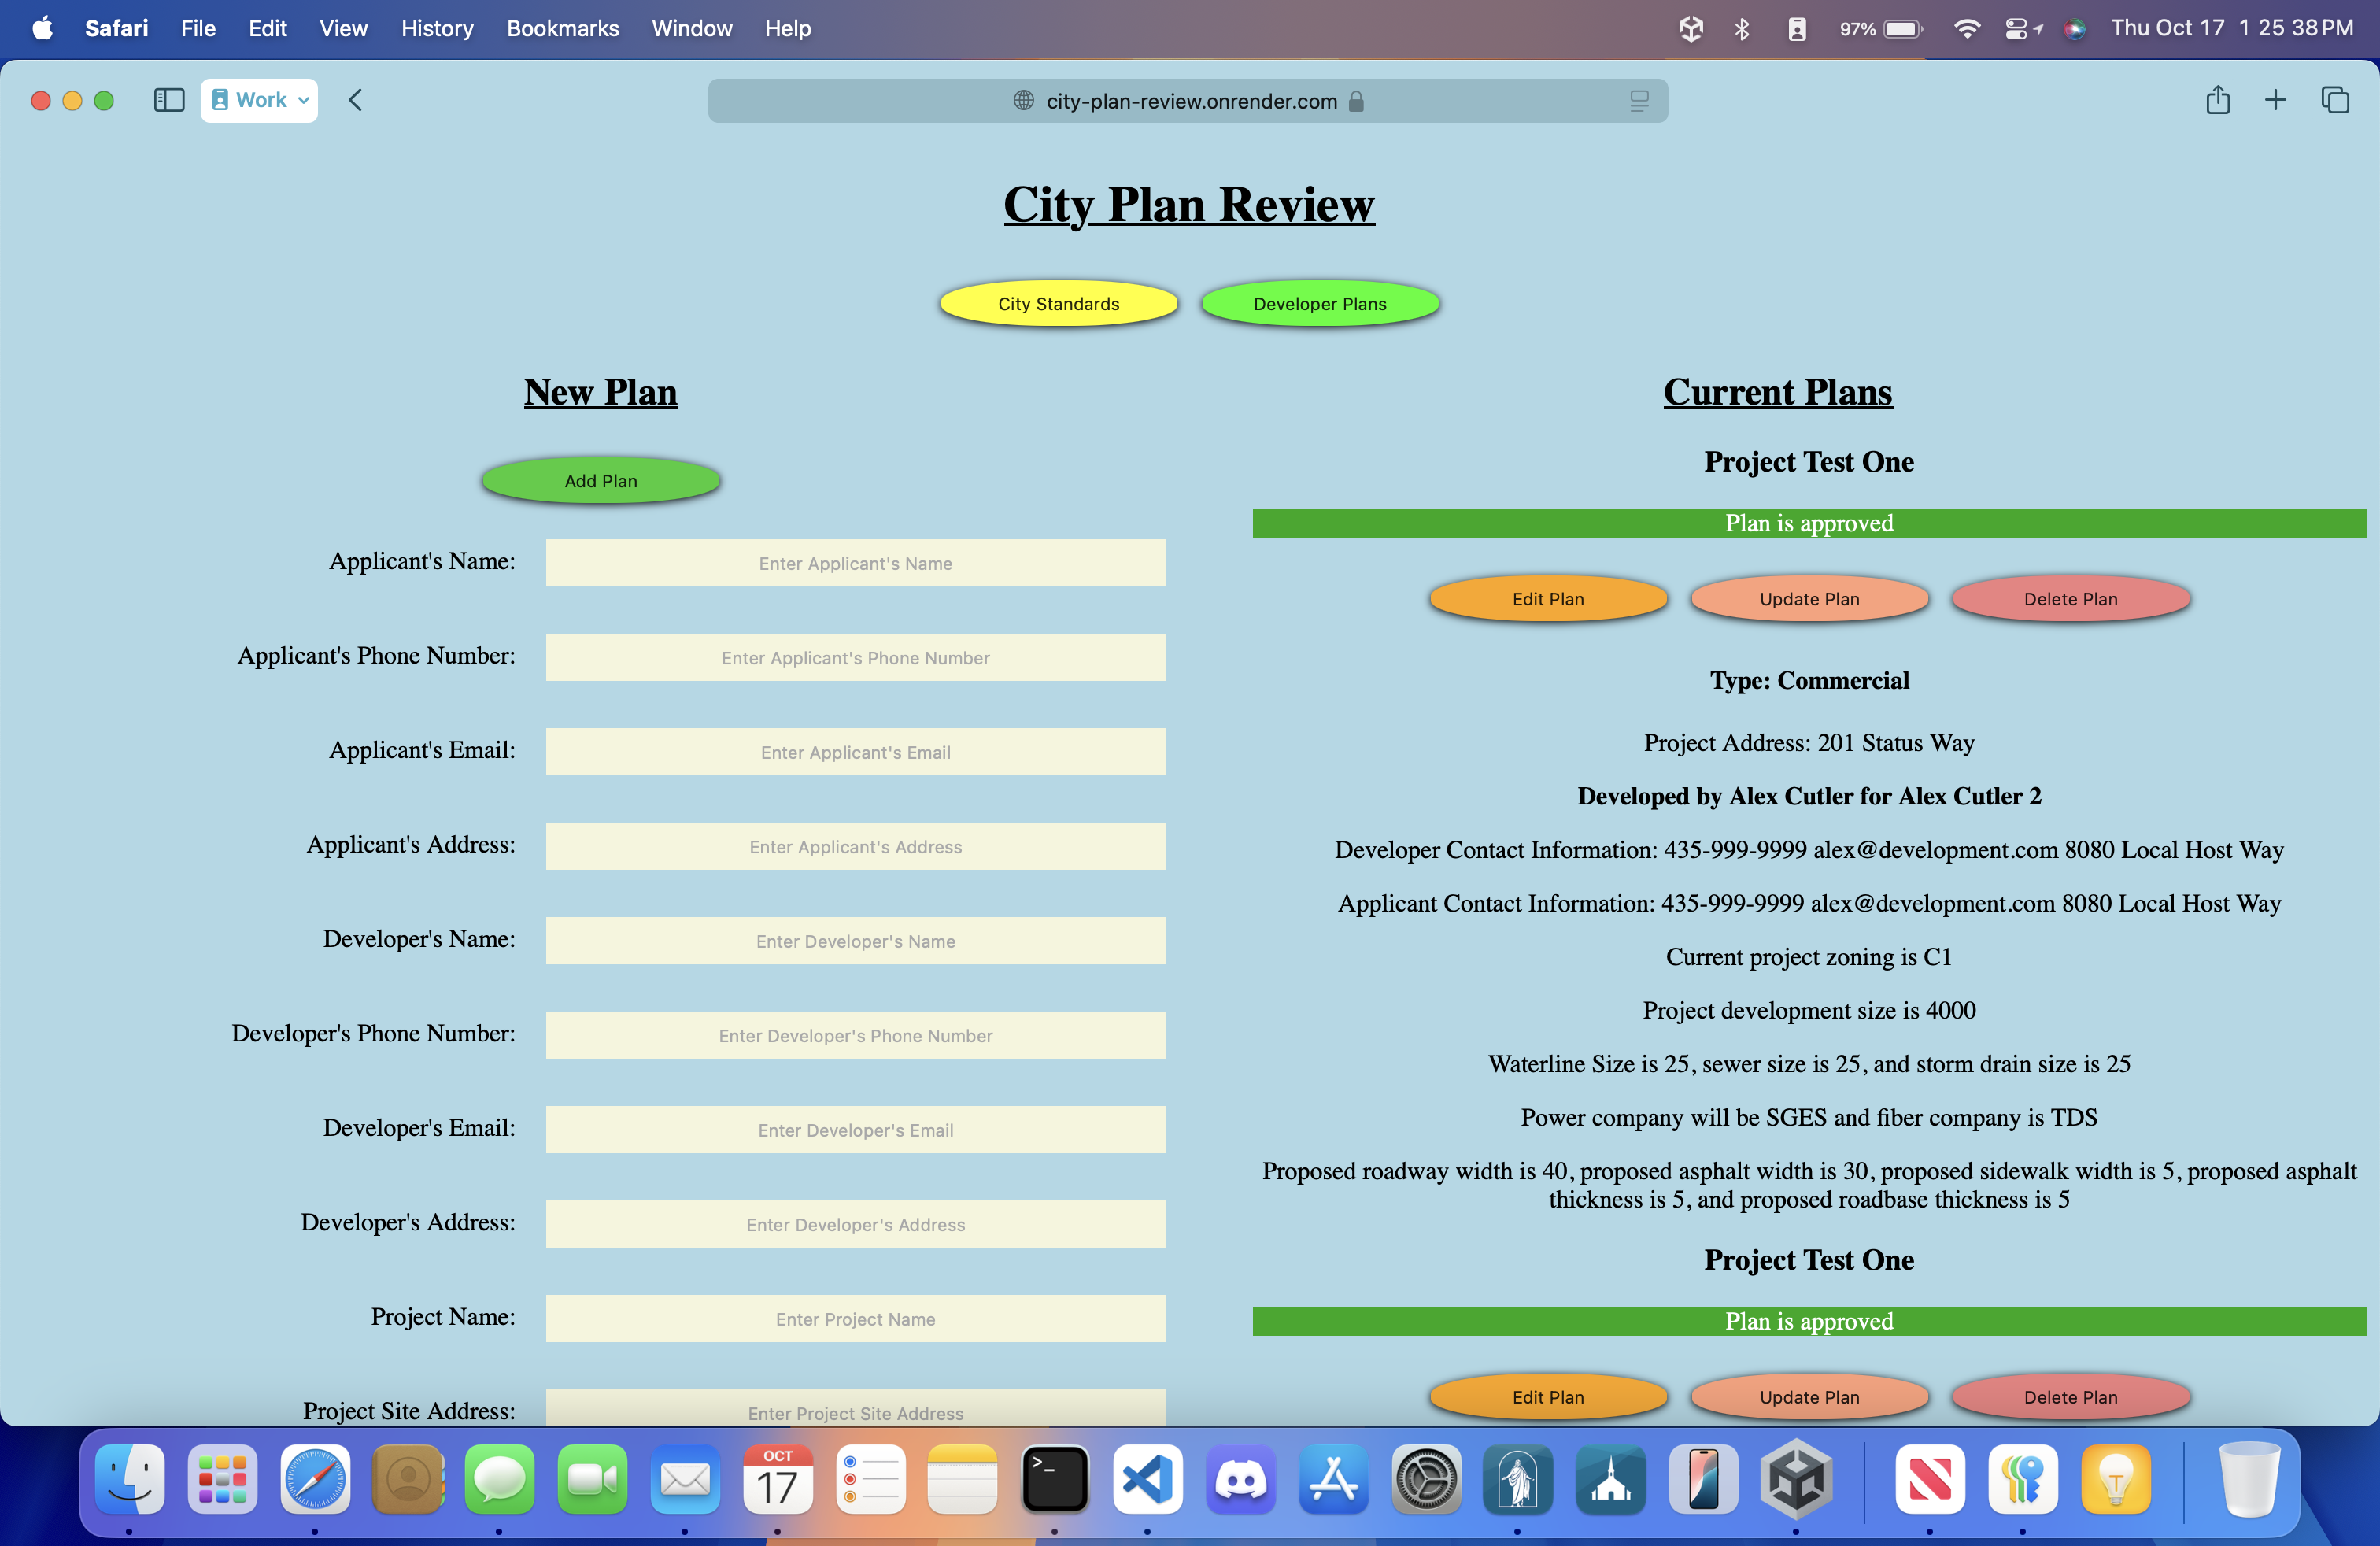 Safari File Edit View History Bookmarks Window Help 97% Thu Oct 17 1 25 38 PM
Work city-plan-review.onrender.com
City Plan Review
City Standards Developer Plans
New Plan
Add Plan
Applicant's Name: Enter Applicant's Name
Applicant's Phone Number: Enter Applicant's Phone Number
Applicant's Email: Enter Applicant's Email
Applicant's Address: Enter Applicant's Address
Developer's Name: Enter Developer's Name
Developer's Phone Number: Enter Developer's Phone Number
Developer's Email: Enter Developer's Email
Developer's Address: Enter Developer's Address
Project Name: Enter Project Name
Project Site Address: Enter Project Site Address
Current Plans
Project Test One
Plan is approved
Edit Plan Update Plan Delete Plan
Type: Commercial
Project Address: 201 Status Way
Developed by Alex Cutler for Alex Cutler 2
Developer Contact Information: 435-999-9999 alex@development.com 8080 Local Host Way
Applicant Contact Information: 435-999-9999 alex@development.com 8080 Local Host Way
Current project zoning is C1
Project development size is 4000
Waterline Size is 25, sewer size is 25, and storm drain size is 25
Power company will be SGES and fiber company is TDS
Proposed roadway width is 40, proposed asphalt width is 30, proposed sidewalk width is 5, proposed asphalt
thickness is 5, and proposed roadbase thickness is 5
Project Test One
Plan is approved
Edit Plan Update Plan Delete Plan
OCT
17
>_
T